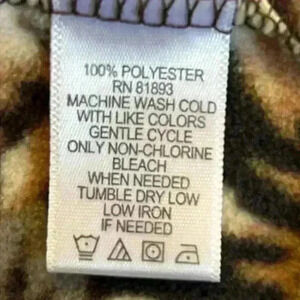 100% POLYESTER
RN 81893
MACHINE WASH COLD
WITH LIKE COLORS
GENTLE CYCLE
ONLY NON-CHLORINE
BLEACH
WHEN NEEDED
TUMBLE DRY LOW
LOW IRON
IF NEEDED